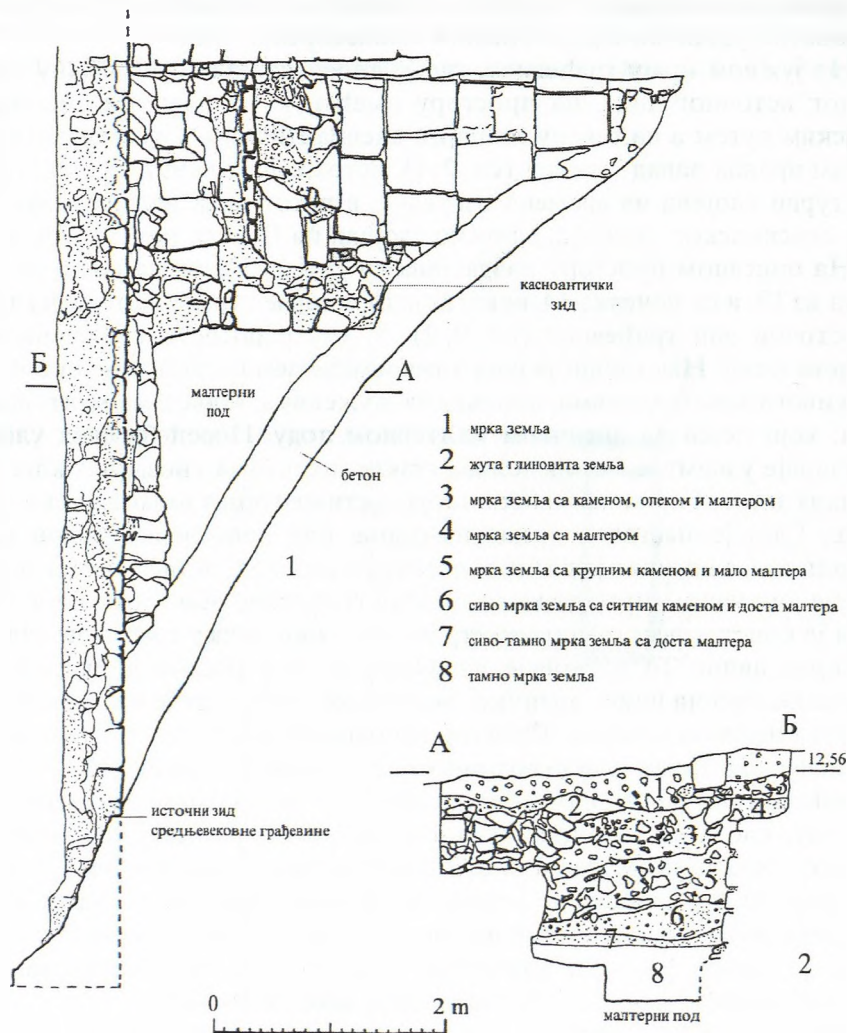 касноантички
зид
Б
А
малтерни
под
бетон
1
1 мрка земља
2 жута глиновита земља
3 мрка земља са каменом, опеком и малтером
4 мрка земља са малтером
5 мрка земља са крупним каменом и мало малтера
6 сиво мрка земља са ситним каменом и доста малтера
7 сиво-тамно мрка земља са доста малтера
8 тамно мрка земља
источни зид
средњевековне грађевине
А
Б
12,56
1
2
3
4
5
6
7
8
2
малтерни под
0 2 m